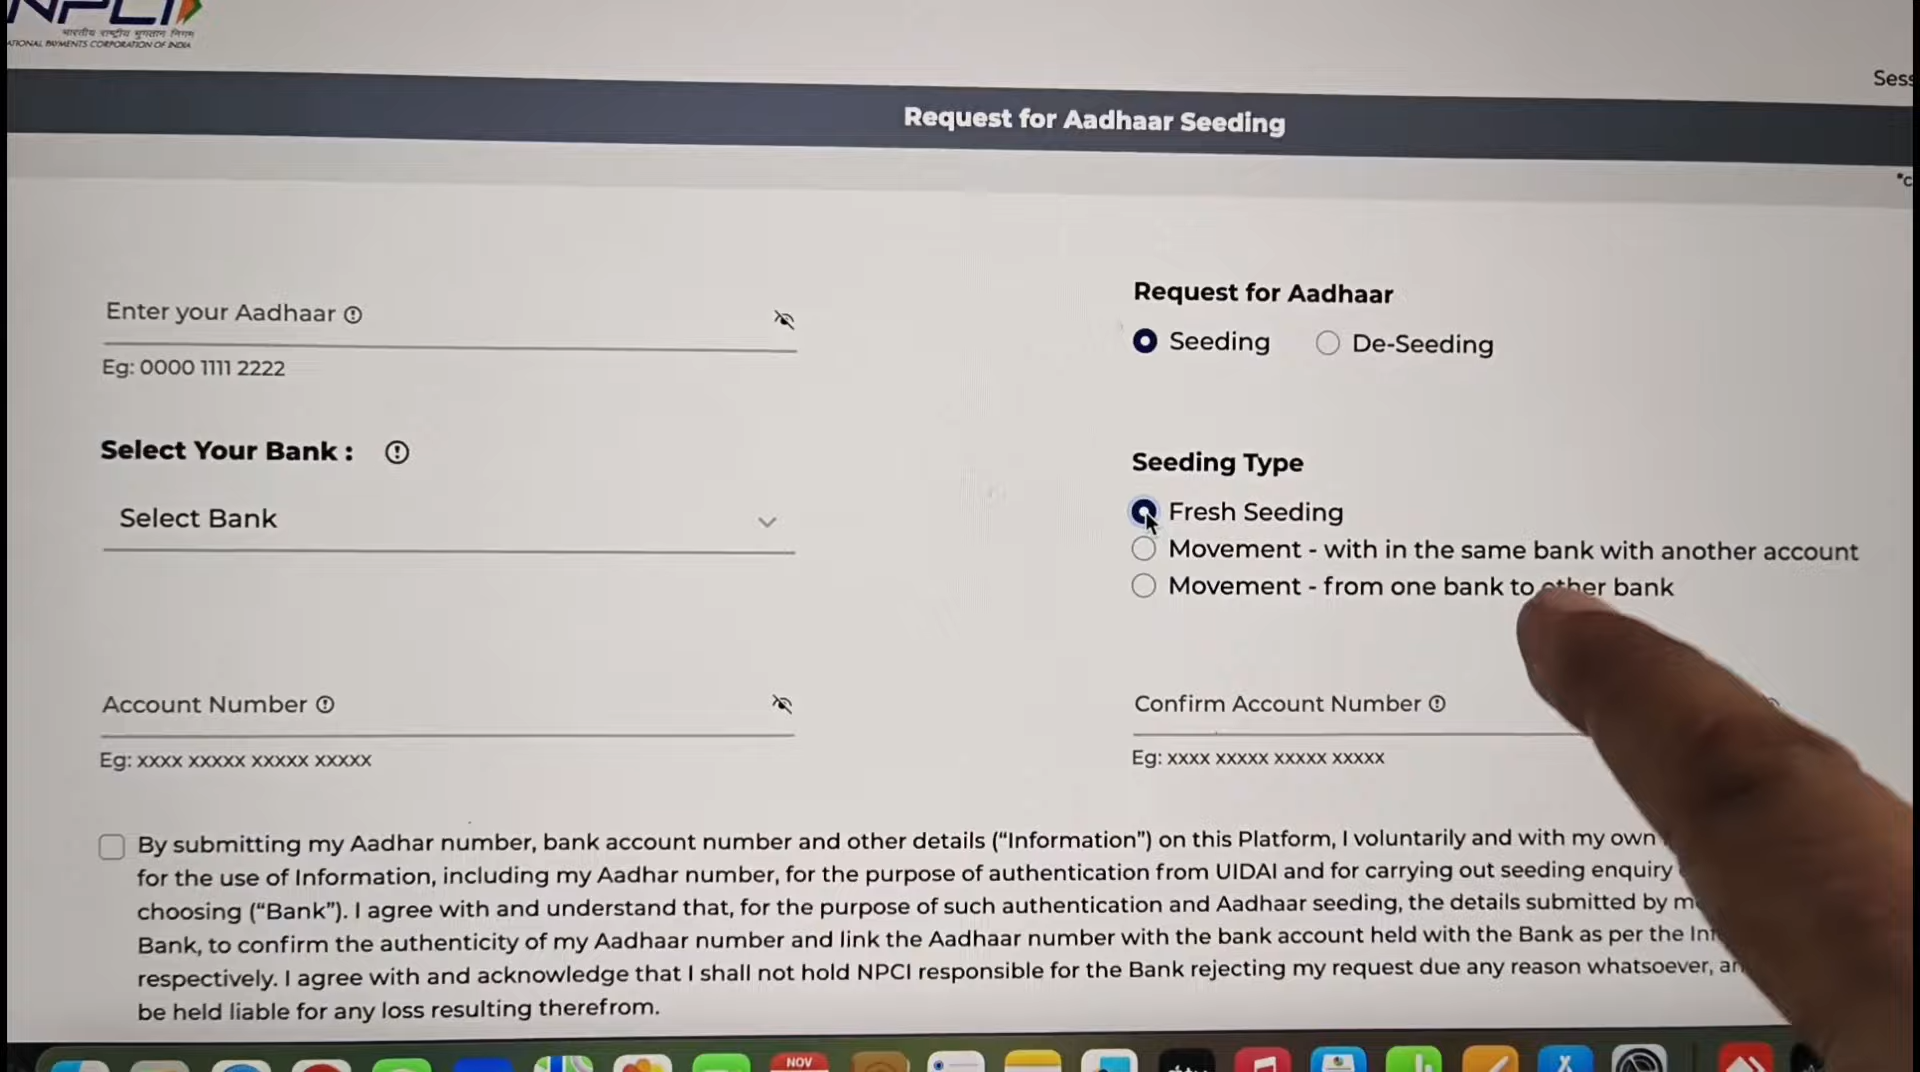 NPCI
भारतीय राष्ट्रीय भुगतान निगम
NATIONAL PAYMENTS CORPORATION OF INDIA
Request for Aadhaar Seeding
Enter your Aadhaar
Eg: 0000 1111 2222
Request for Aadhaar
Seeding De-Seeding
Select Your Bank :
Select Bank
Seeding Type
Fresh Seeding
Movement - with in the same bank with another account
Movement - from one bank to other bank
Account Number
Eg: xxxx xxxxx xxxxx xxxxx
Confirm Account Number
Eg: xxxx xxxxx xxxxx xxxxx
By submitting my Aadhar number, bank account number and other details (“Information”) on this Platform, I voluntarily and with my own
for the use of Information, including my Aadhar number, for the purpose of authentication from UIDAI and for carrying out seeding enquiry
choosing (“Bank”). I agree with and understand that, for the purpose of such authentication and Aadhaar seeding, the details submitted by
Bank, to confirm the authenticity of my Aadhaar number and link the Aadhaar number with the bank account held with the Bank as per the
respectively. I agree with and acknowledge that I shall not hold NPCI responsible for the Bank rejecting my request due any reason whatsoever,
be held liable for any loss resulting therefrom.
NOV